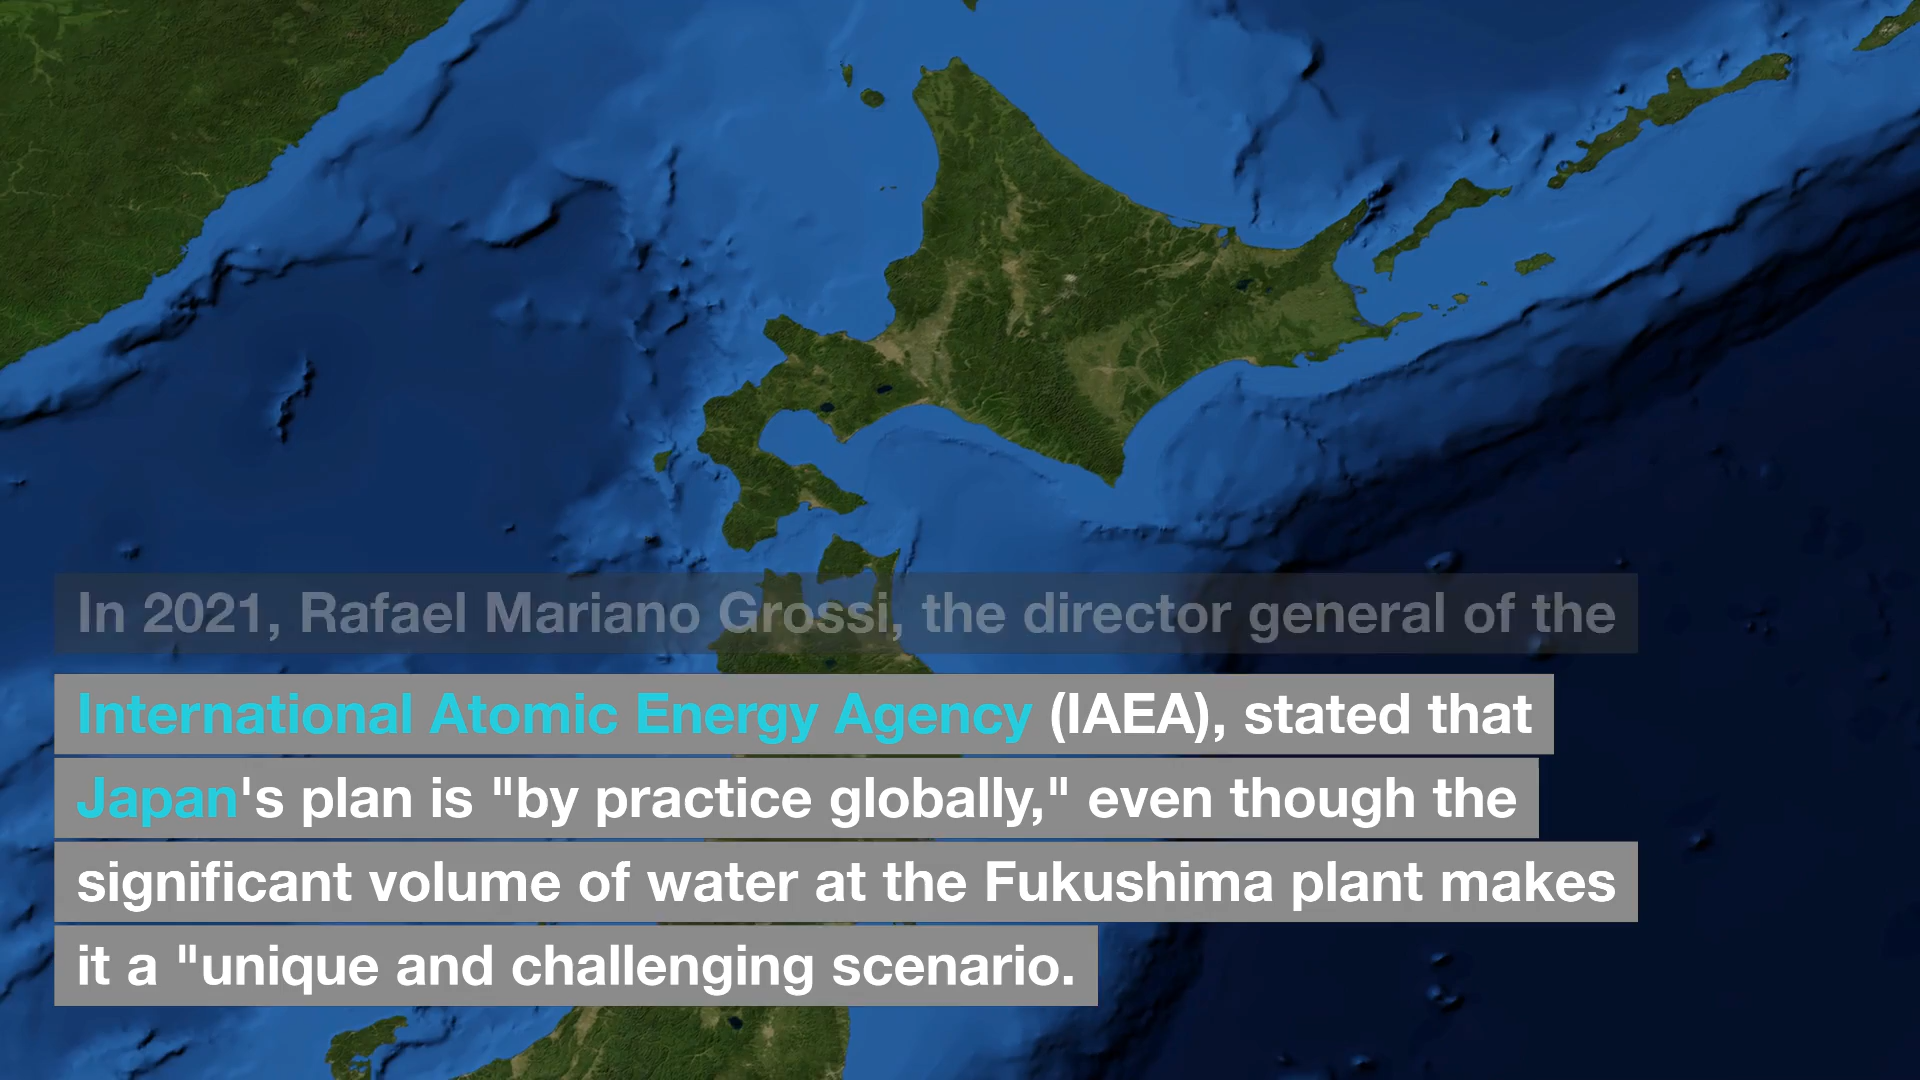 In 2021, Rafael Mariano Grossi, the director general of the
International Atomic Energy Agency (IAEA), stated that
Japan's plan is "by practice globally," even though the
significant volume of water at the Fukushima plant makes
it a "unique and challenging scenario.